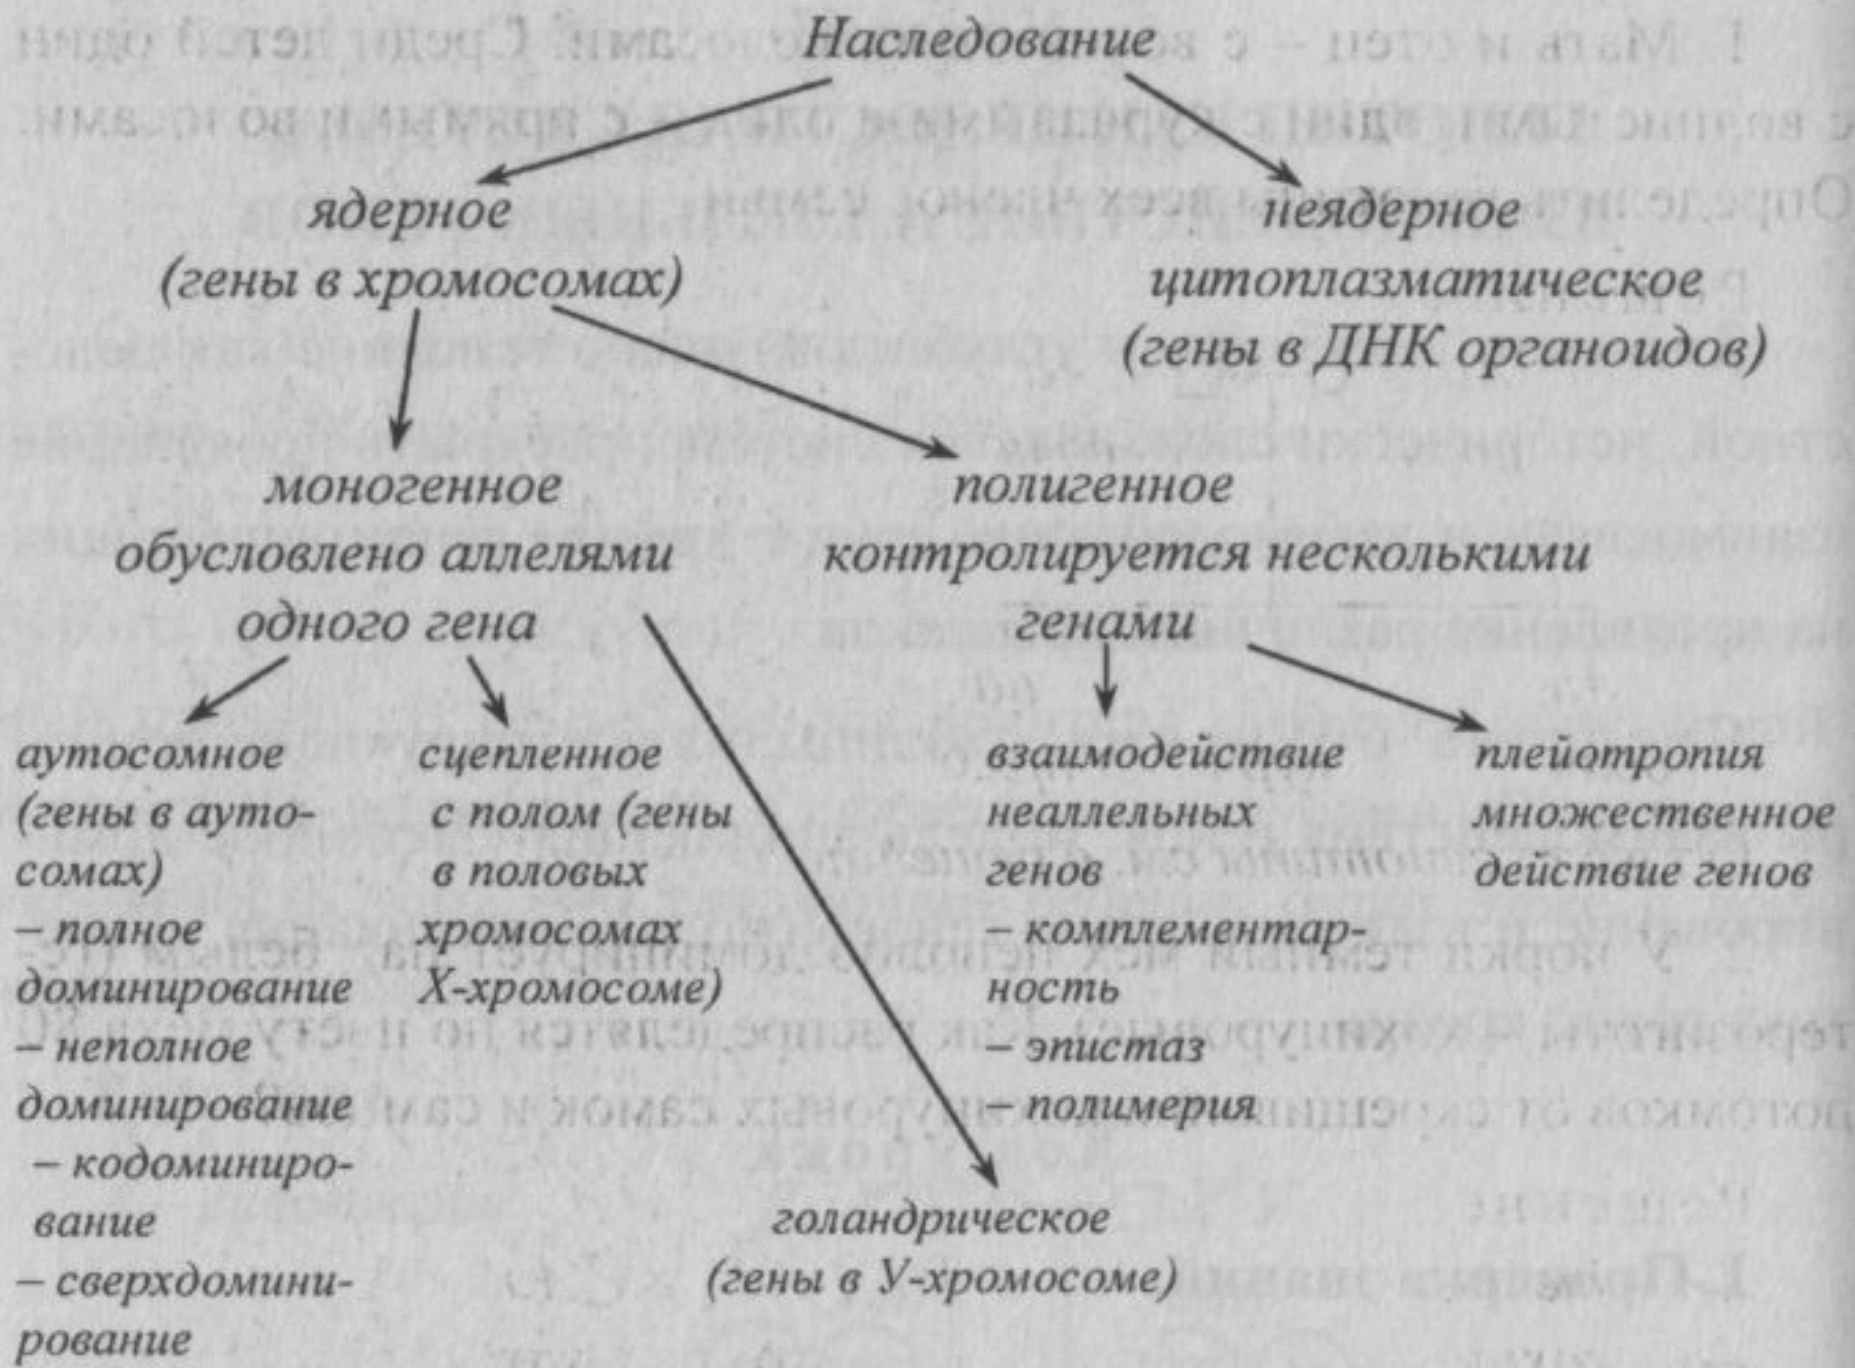 Наследование
ядерное
(гены в хромосомах)
неядерное
цитоплазматическое
(гены в ДНК органоидов)
моногенное
обусловлено аллелями
одного гена
полигенное
контролируется несколькими
генами
аутосомное
(гены в ауто-
сомах)
– полное
доминирование
– неполное
доминирование
– кодоминиро-
вание
– сверхдомини-
рование
сцепленное
с полом (гены
в половых
хромосомах
Х-хромосоме)
голандрическое
(гены в У-хромосоме)
взаимодействие
неаллельных
генов
– комплементар-
ность
– эпистаз
– полимерия
плейотропия
множественное
действие генов